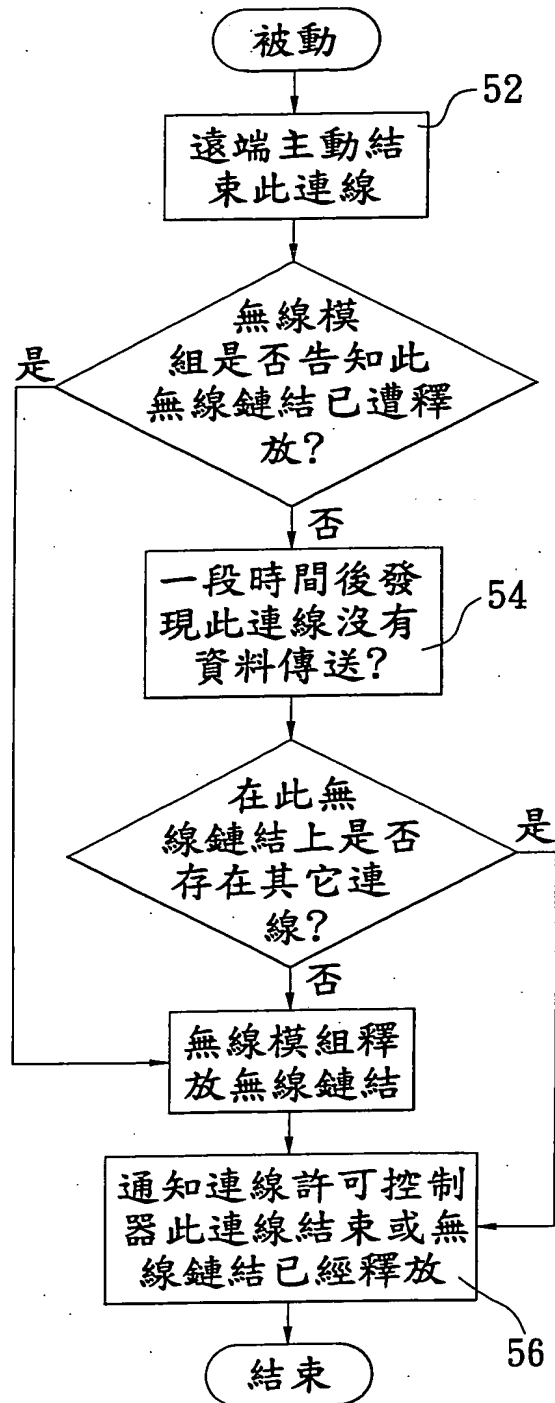 被動
52
遠端主動結
束此連線
無線模
組是否告知此
無線鏈結已遭釋
放?
是
否
一段時間後發
現此連線沒有
資料傳送?
54
在此無
線鏈結上是否
存在其它連
線?
是
否
無線模組釋
放無線鏈結
通知連線許可控制
器此連線結束或無
線鏈結已經釋放
56
結束